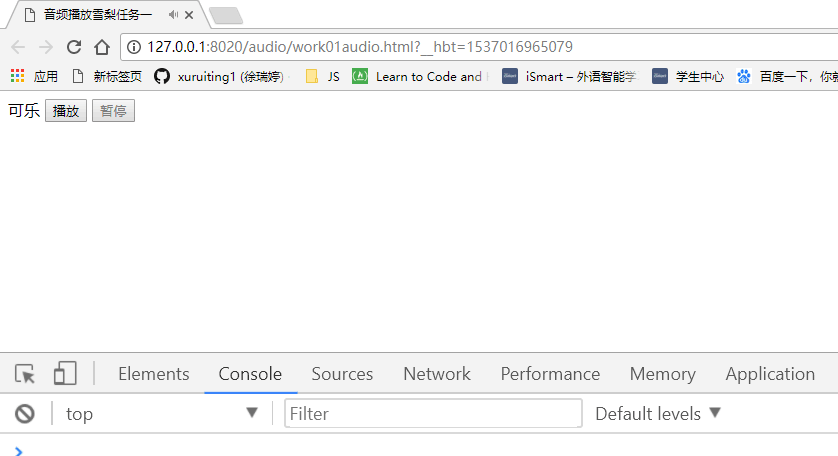 音频播放雪梨任务一
127.0.0.1:8020/audio/work01audio.html?__hbt=1537016965079
应用 新标签页 xuruiting1 (徐瑞婷) JS Learn to Code and iSmart – 外语智能学 学生中心 百度一下，你就
可乐 播放 暂停
Elements Console Sources Network Performance Memory Application
top Filter Default levels